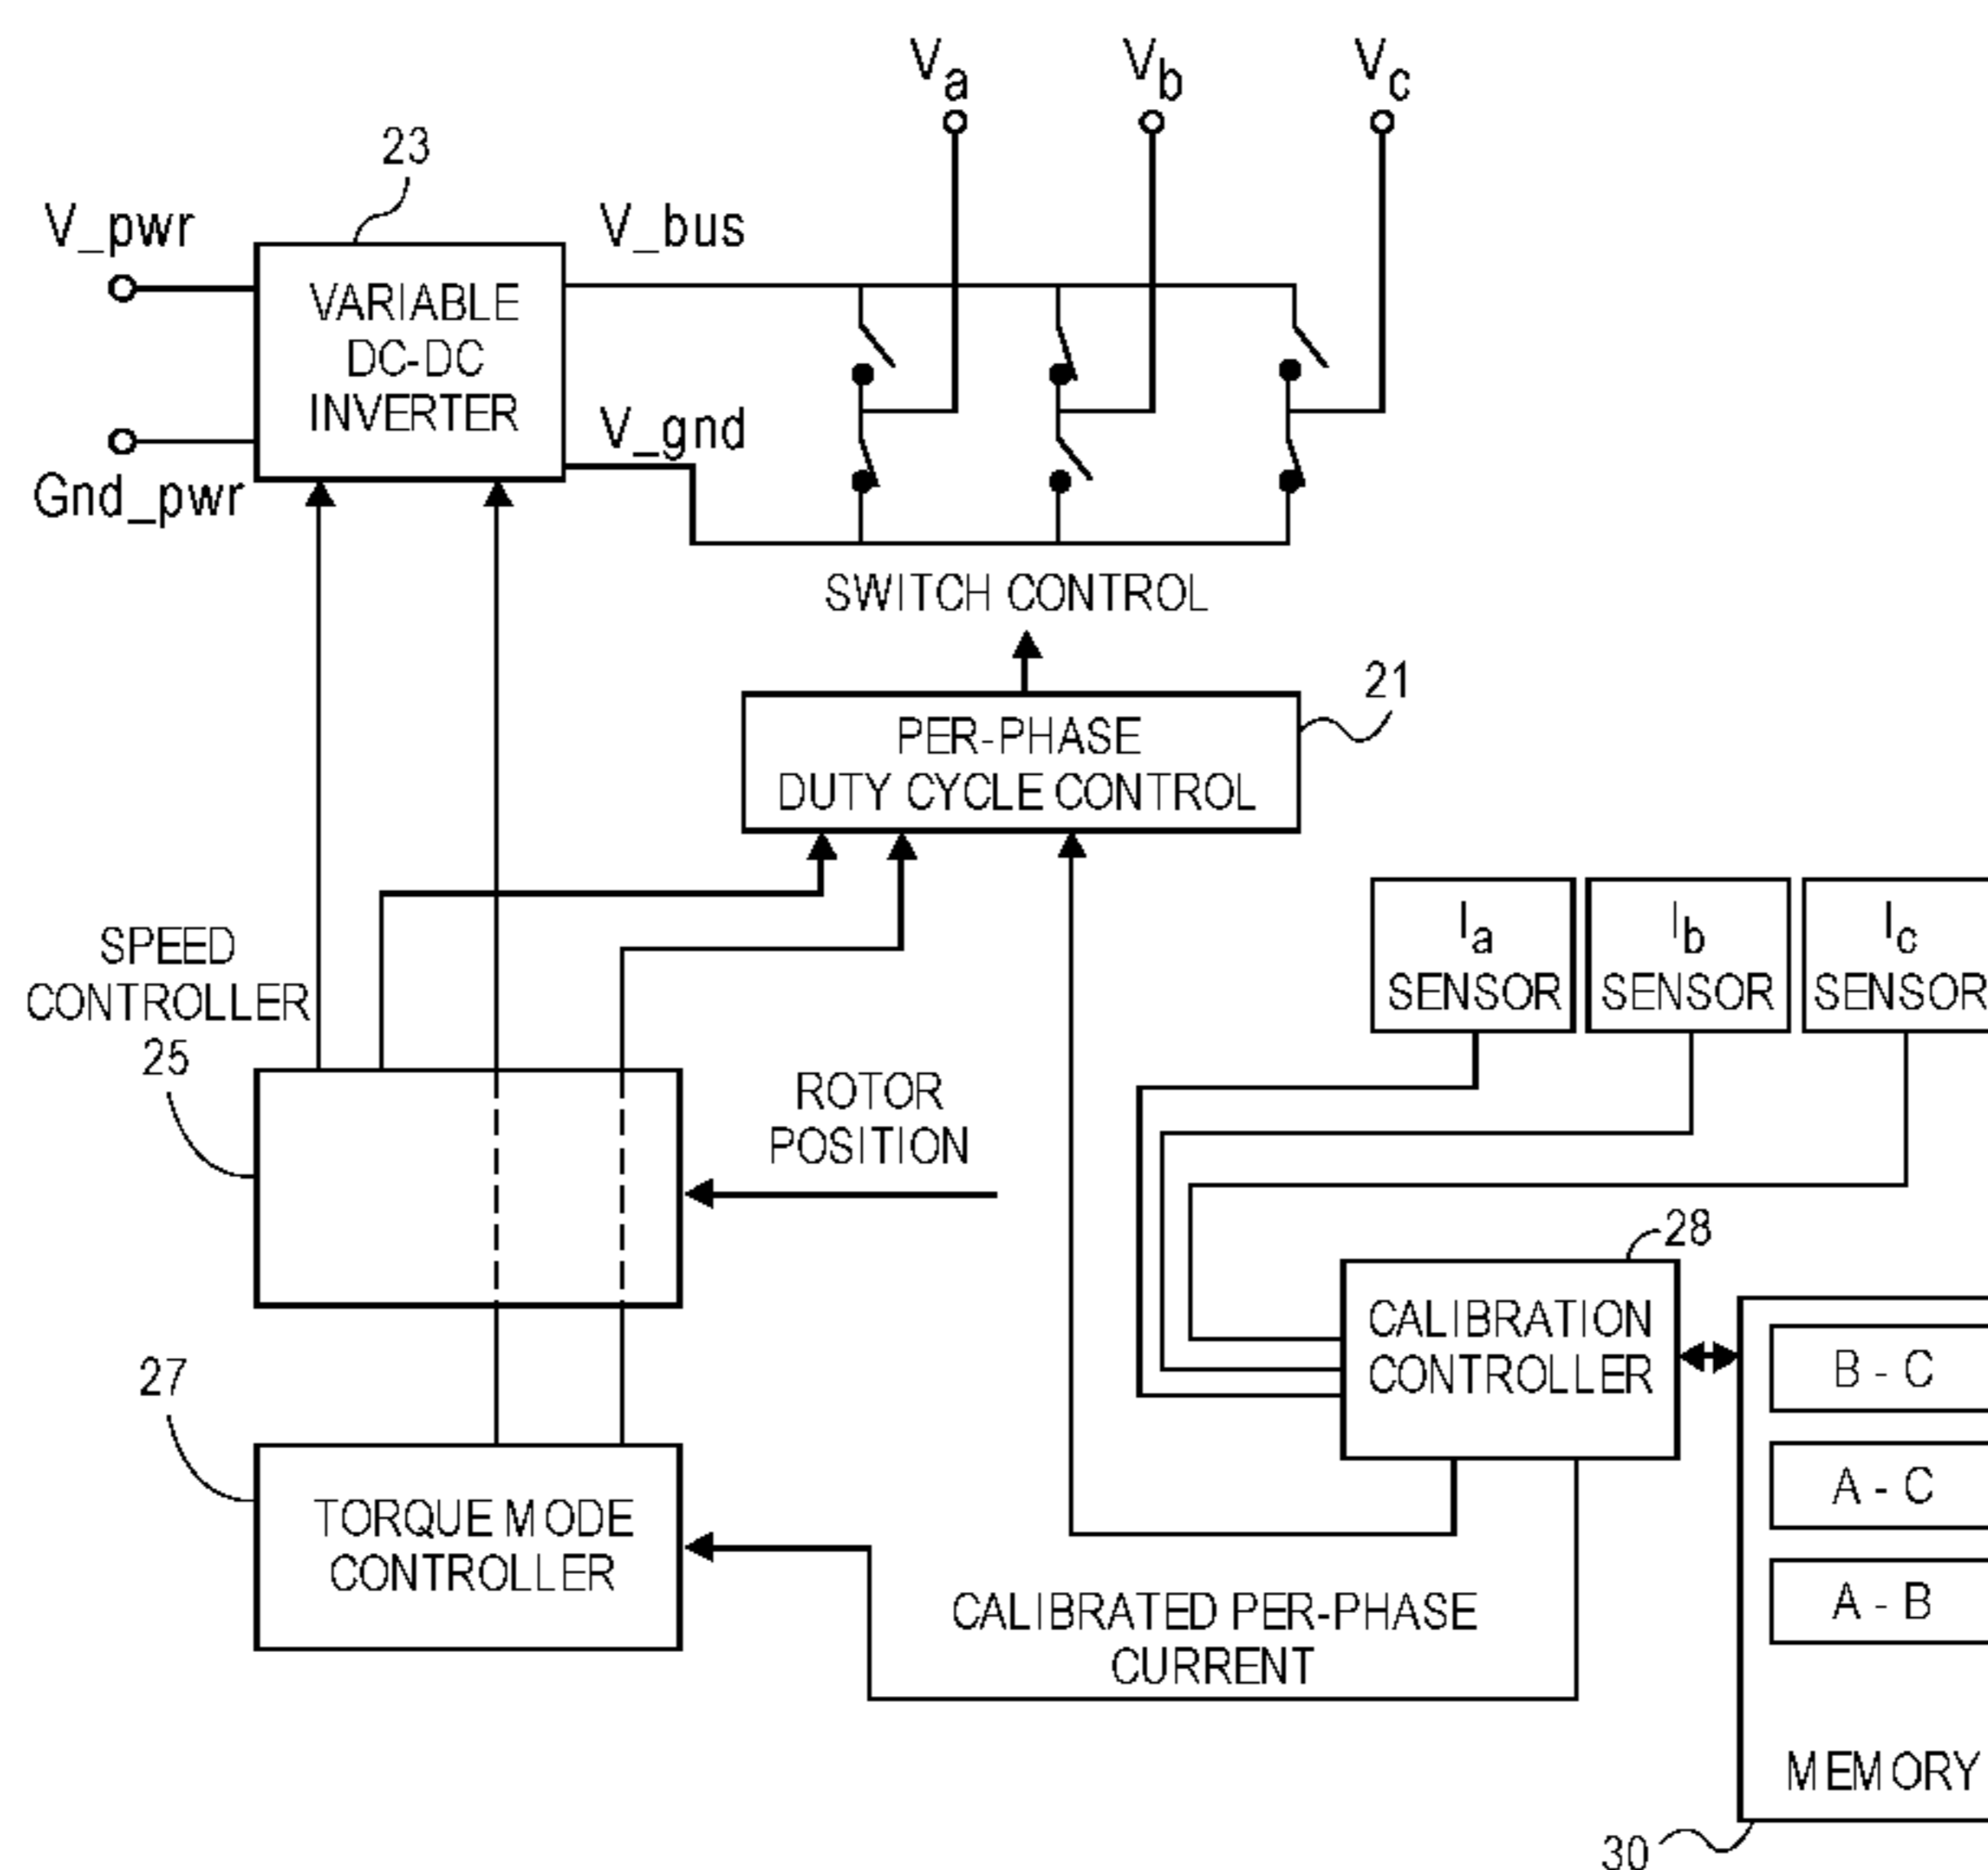 Va
Vb
Vc
23
V_pwr
V_bus
VARIABLE
DC-DC
INVERTER
V_gnd
Gnd_pwr
SWITCH CONTROL
21
PER-PHASE
DUTY CYCLE CONTROL
Ia
SENSOR
Ib
SENSOR
Ic
SENSOR
SPEED
CONTROLLER
25
ROTOR
POSITION
28
CALIBRATION
CONTROLLER
B - C
A - C
A - B
MEMORY
30
27
TORQUE MODE
CONTROLLER
CALIBRATED PER-PHASE
CURRENT